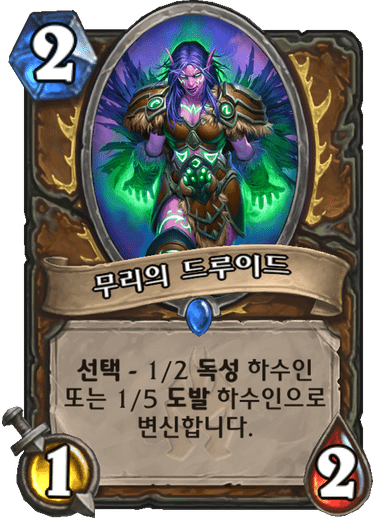 2
무리의 드루이드
선택 - 1/2 독성 하수인
또는 1/5 도발 하수인으로
변신합니다.
1
2